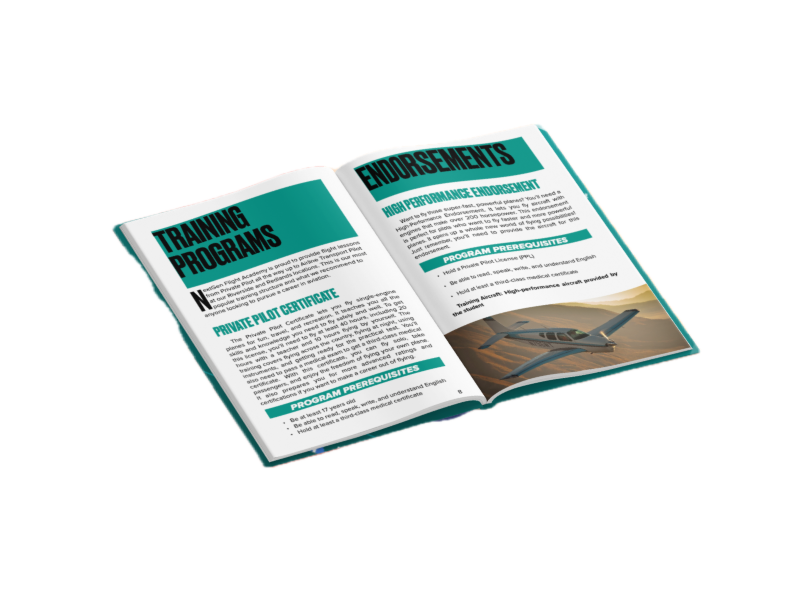 TRAINING
PROGRAMS
NextGen Flight Academy is proud to provide flight lessons
from Private Pilot all the way up to Airline Transport Pilot
at our Riverside and Redlands locations. This is our most
popular training structure and what we recommend to
anyone looking to pursue a career in aviation.
PRIVATE PILOT CERTIFICATE
The Private Pilot Certificate lets you fly single-engine
planes for fun, travel, and recreation. It teaches you all the
skills and knowledge you need to fly safely and well. To get
this license, you'll need to fly at least 40 hours, including 20
hours with a teacher and 10 hours flying by yourself. The
training covers flying across the country, flying at night, using
instruments, and getting ready for the practical test. You'll
also need to pass a medical exam to get a third-class medical
certificate. With this certificate, you can fly solo, take
passengers, and enjoy the freedom of flying your own plane.
It also prepares you for more advanced ratings and
certifications if you want to make a career out of flying.
PROGRAM PREREQUISITES
• Be at least 17 years old
• Be able to read, speak, write, and understand English
• Hold at least a third-class medical certificate
ENDORSEMENTS
HIGH PERFORMANCE ENDORSEMENT
Want to fly those super-fast, powerful planes? You'll need a
High-Performance Endorsement. It lets you fly aircraft with
engines that make over 200 horsepower. This endorsement
is perfect for pilots who want to fly faster and more powerful
planes. It opens up a whole new world of flying possibilities!
Just remember, you'll need to provide the aircraft for this
endorsement.
PROGRAM PREREQUISITES
• Hold a Private Pilot License (PPL)
• Be able to read, speak, write, and understand English
• Hold at least a third-class medical certificate
Training Aircraft: High-performance aircraft provided by
the student